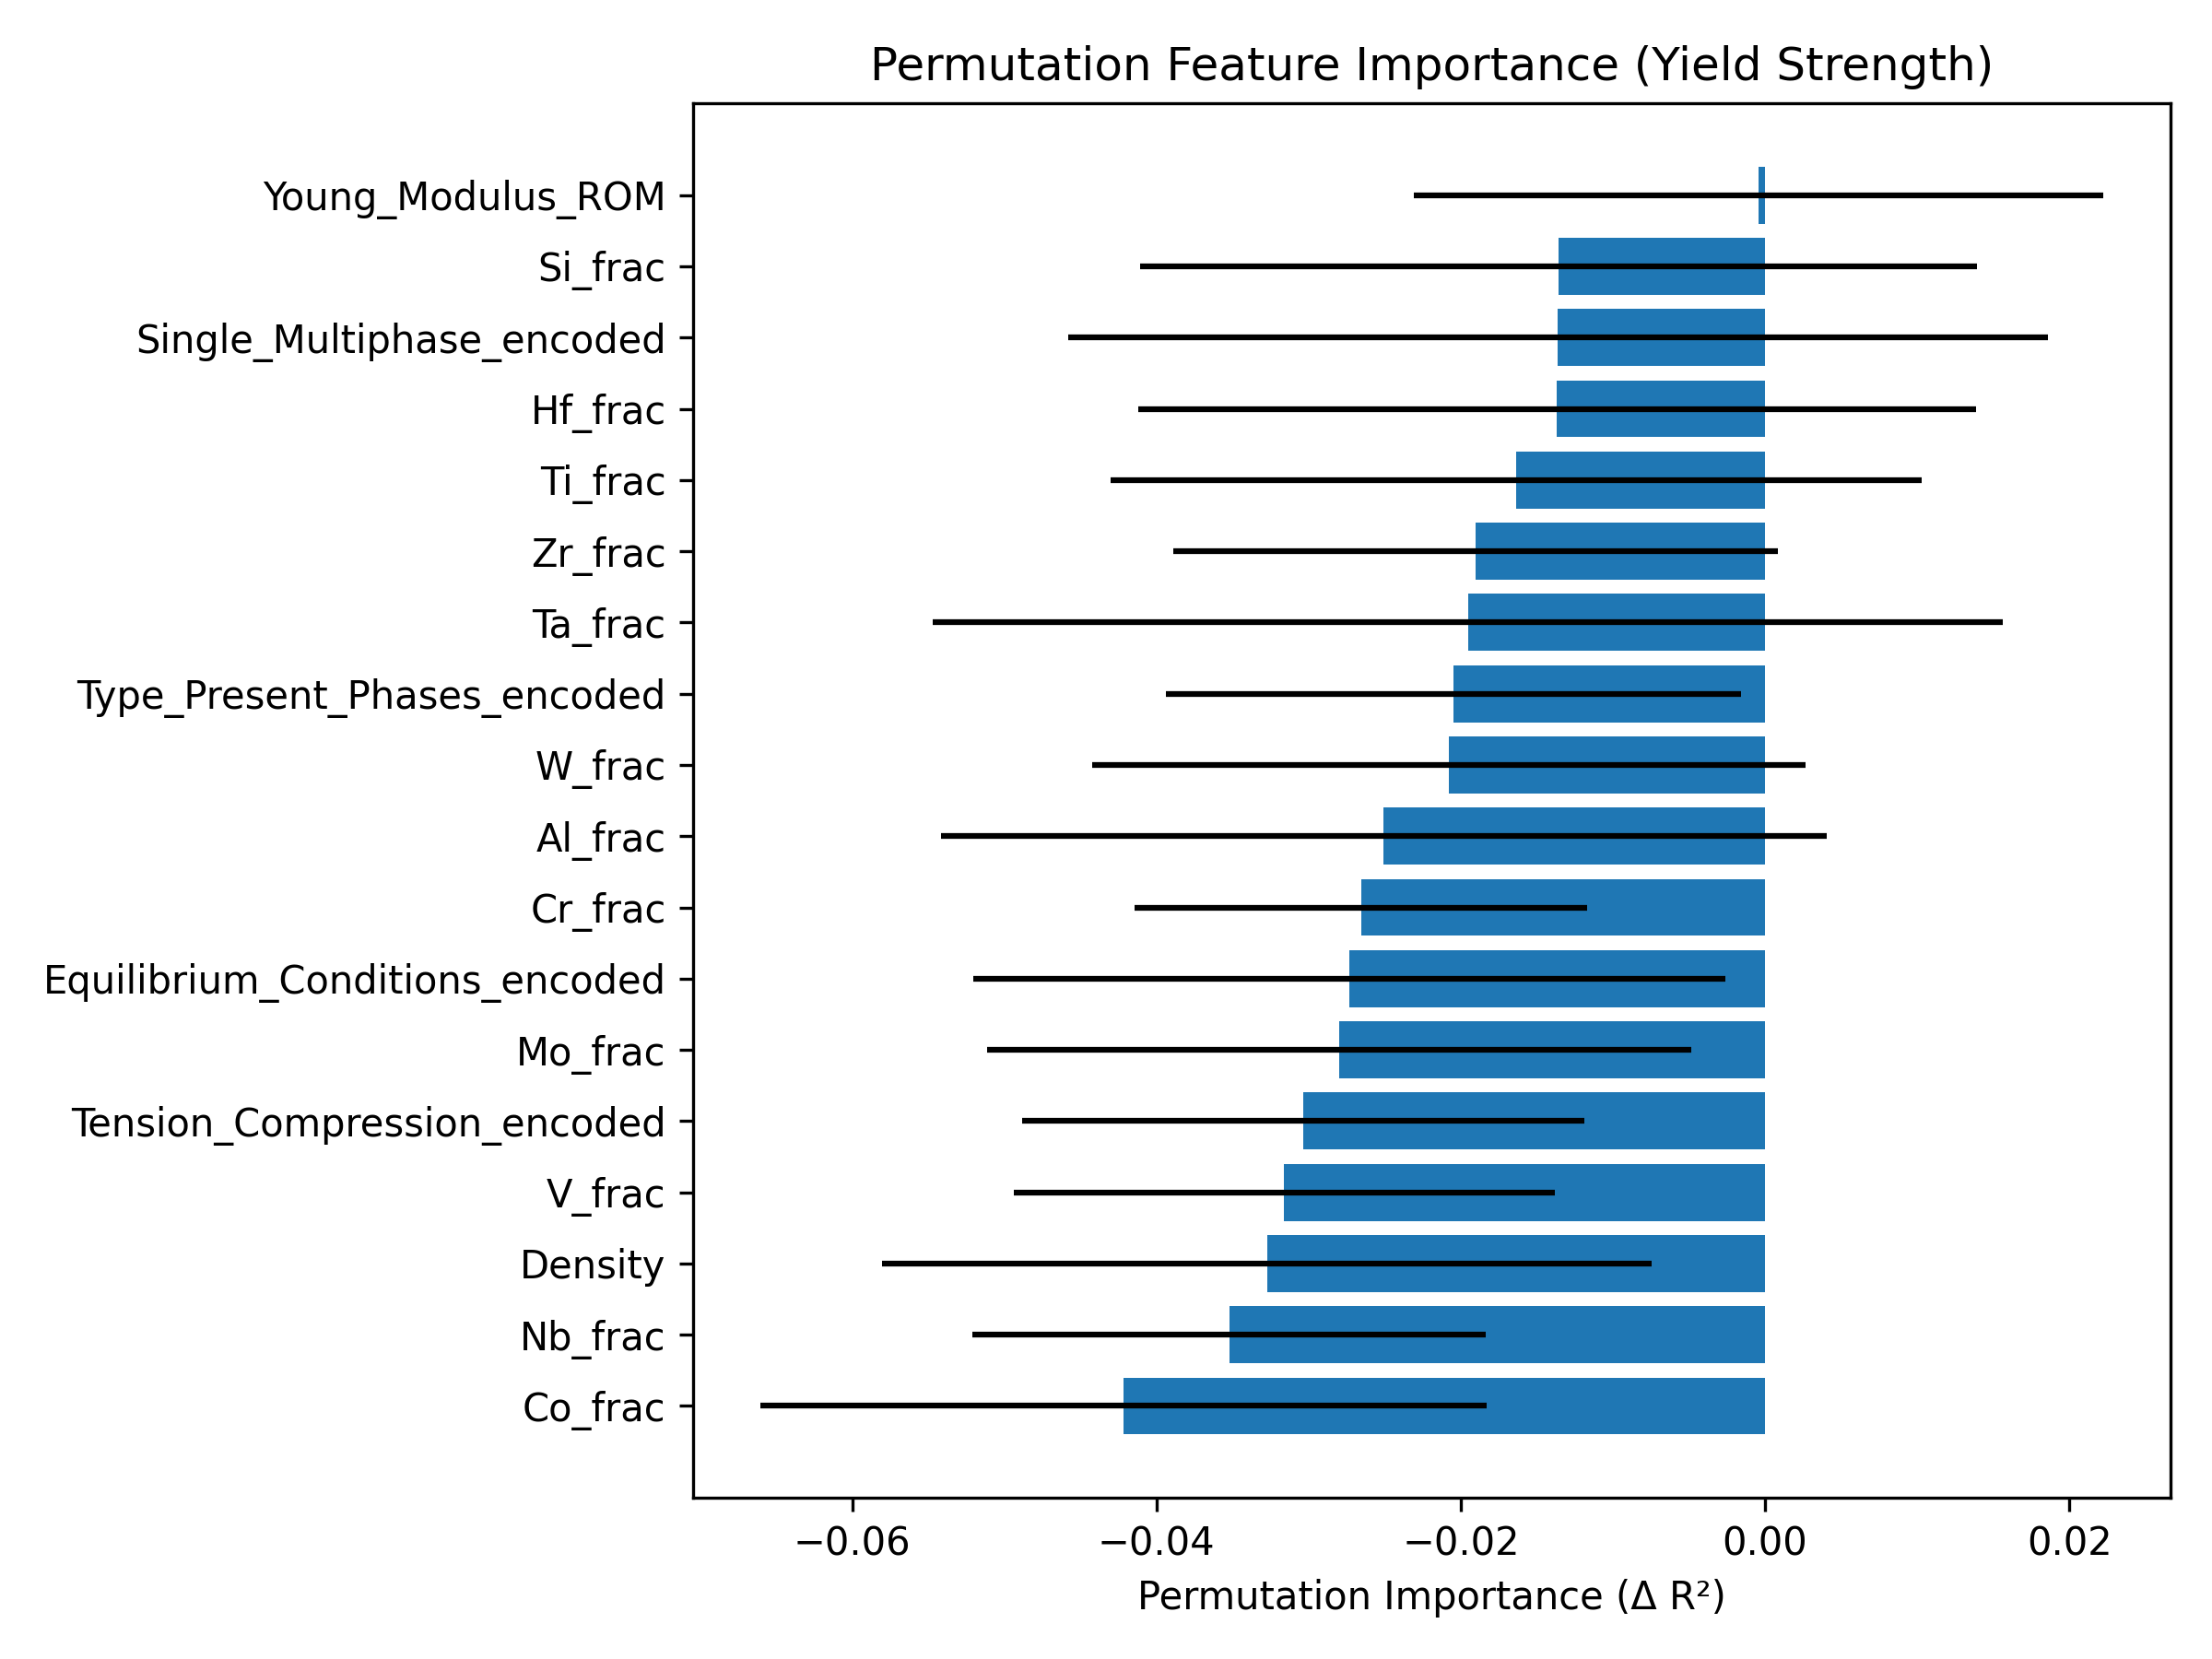 Permutation Feature Importance (Yield Strength)
Young_Modulus_ROM
Si_frac
Single_Multiphase_encoded
Hf_frac
Ti_frac
Zr_frac
Ta_frac
Type_Present_Phases_encoded
W_frac
Al_frac
Cr_frac
Equilibrium_Conditions_encoded
Mo_frac
Tension_Compression_encoded
V_frac
Density
Nb_frac
Co_frac
−0.06 −0.04 −0.02 0.00 0.02
Permutation Importance (Δ R²)